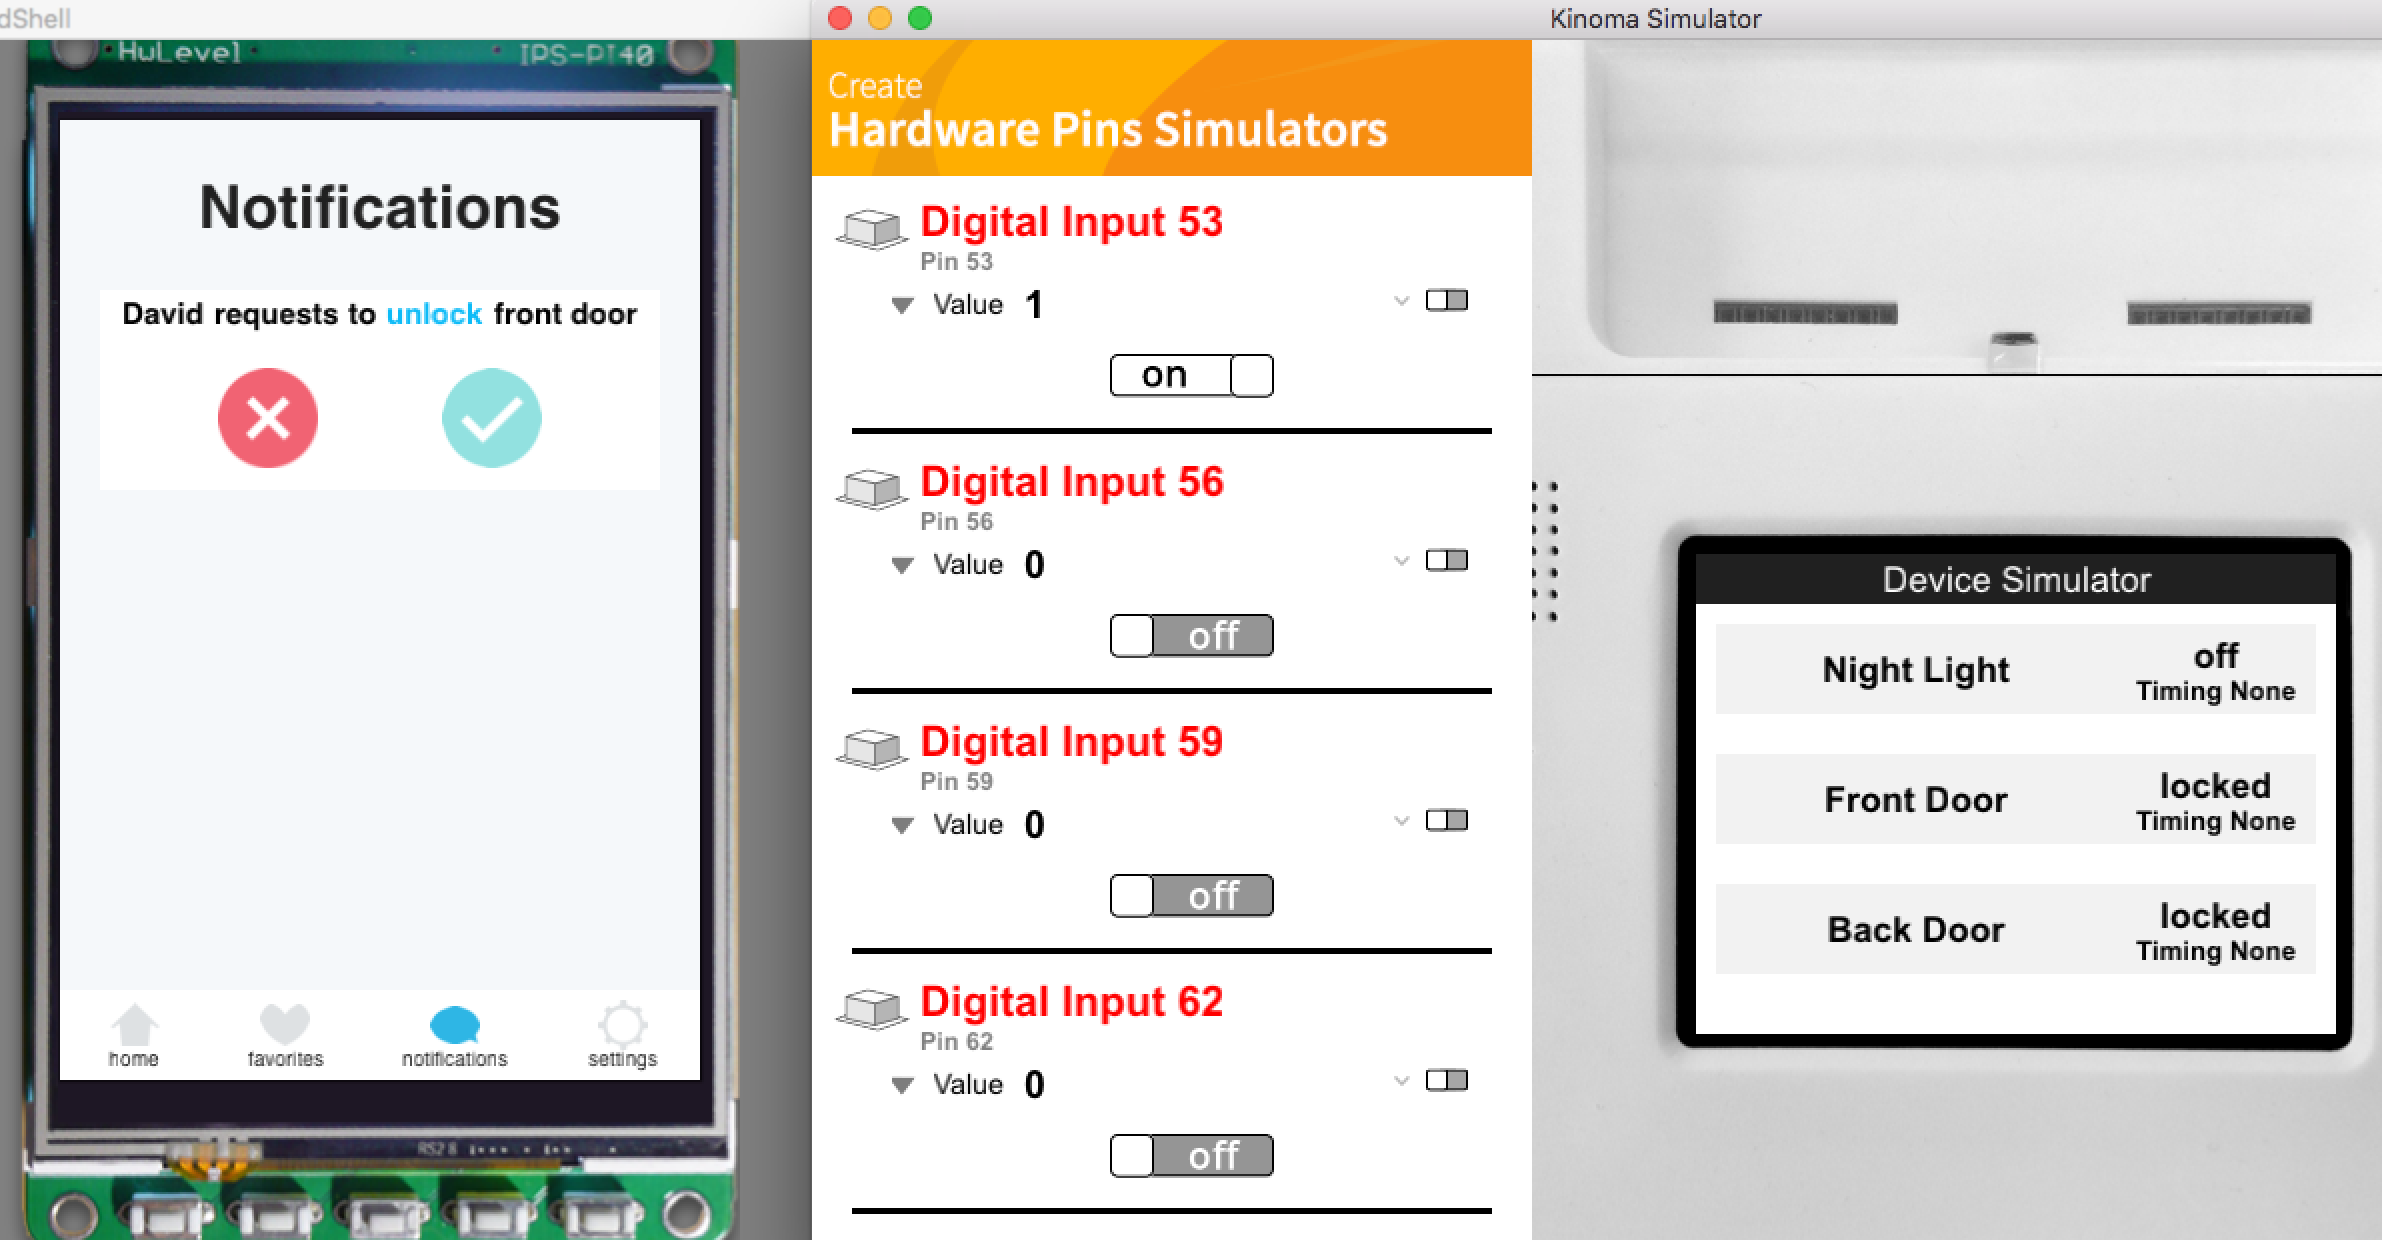 dShell
HwLevel
IPS-PT40
Notifications
David requests to unlock front door
home
favorites
notifications
settings
RS28
Kinoma Simulator
Create
Hardware Pins Simulators
Digital Input 53
Pin 53
Value 1
on
Digital Input 56
Pin 56
Value 0
off
Digital Input 59
Pin 59
Value 0
off
Digital Input 62
Pin 62
Value 0
off
Device Simulator
Night Light
off
Timing None
Front Door
locked
Timing None
Back Door
locked
Timing None